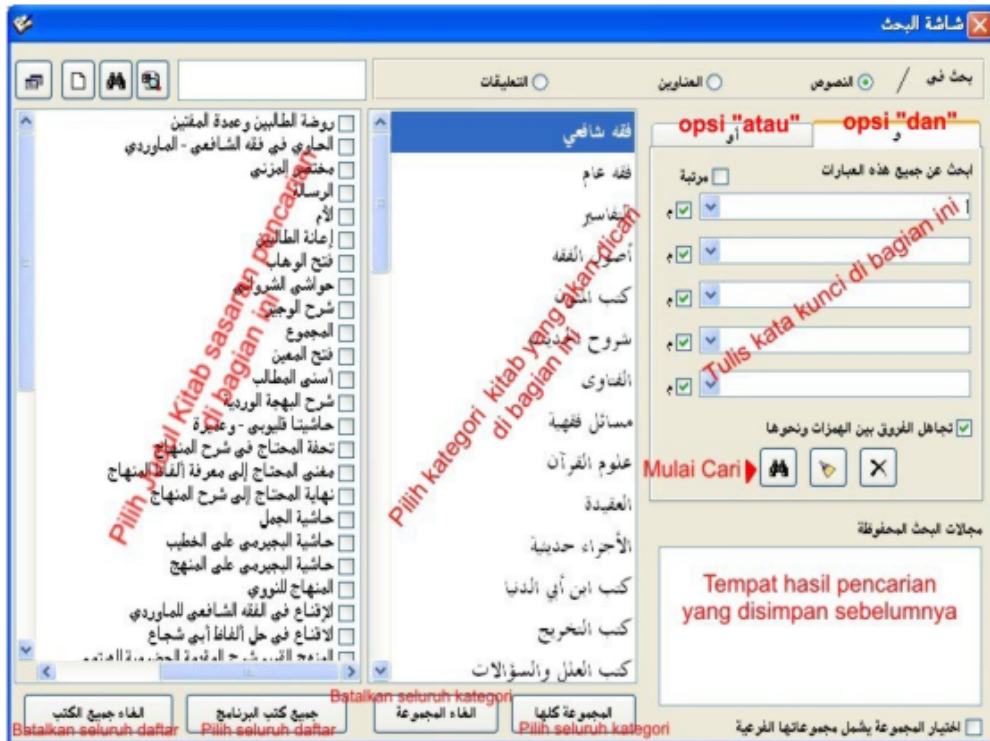 شاشة البحث
بحث في / النصوص العناوين التعليقات
opsi "dan"
و
opsi "atau"
أو
ابحث عن جميع هذه العبارات مرتبة
م
م
م
م
م
Tulis kata kunci di bagian ini
تجاهل الفروق بين الهمزات ونحوها
Mulai Cari
مجالات البحث المحفوظة
Tempat hasil pencarian
yang disimpan sebelumnya
اختيار المجموعة يشمل مجموعاتها الفرعية
فقه شافعي
فقه عام
التفاسير
أصول الفقه
كتب المتون
شروح الحديث
الفتاوى
مسائل فقهية
علوم القرآن
العقيدة
الأجزاء حديثية
كتب ابن أبي الدنيا
كتب التخريج
كتب العلل والسؤالات
Pilih kategori kitab yang akan dicari
di bagian ini
Batalkan seluruh kategori
المجموعة كلها
Pilih seluruh kategori
الغاء المجموعة
روضة الطالبين وعمدة المفتين
الحاوي في فقه الشافعي - الماوردي
مختصر المزني
الرسالة
الأم
إعانة الطالبين
فتح الوهاب
حواشي الشرواني
شرح الوجيز
المجموع
فتح المعين
أسنى المطالب
شرح البهجة الوردية
حاشيتا قليوبي - وعميرة
تحفة المحتاج في شرح المنهاج
مغني المحتاج إلى معرفة ألفاظ المنهاج
نهاية المحتاج إلى شرح المنهاج
حاشية الجمل
حاشية البجيرمي على الخطيب
حاشية البجيرمي على المنهج
المنهاج للنووي
الإقناع في الفقه الشافعي للماوردي
الاقناع في حل ألفاظ أبي شجاع
المنهج القويم شرح المقدمة الحضرمية
Pilih Judul Kitab sasaran pencarian
di bagian ini
جميع كتب البرنامج
Pilih seluruh daftar
الغاء جميع الكتب
Batalkan seluruh daftar